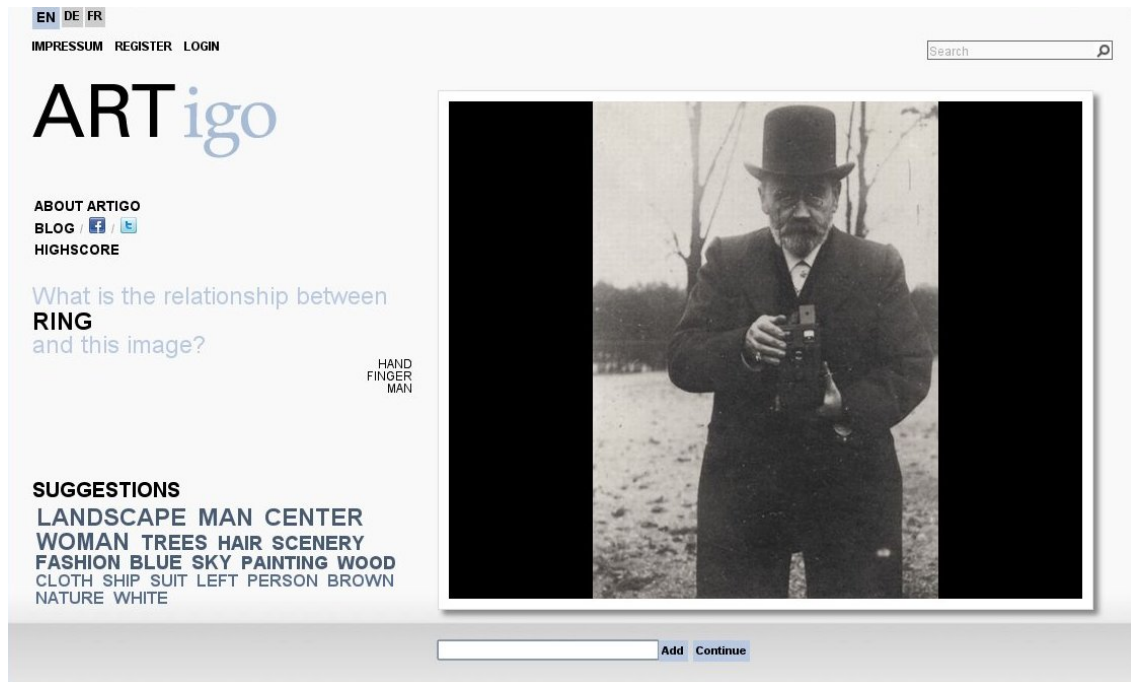 EN DE FR
IMPRESSUM REGISTER LOGIN
Search
ARTigo
ABOUT ARTIGO
BLOG / f / t
HIGHSCORE
What is the relationship between
RING
and this image?
HAND
FINGER
MAN
SUGGESTIONS
LANDSCAPE MAN CENTER
WOMAN TREES HAIR SCENERY
FASHION BLUE SKY PAINTING WOOD
CLOTH SHIP SUIT LEFT PERSON BROWN
NATURE WHITE
Add Continue